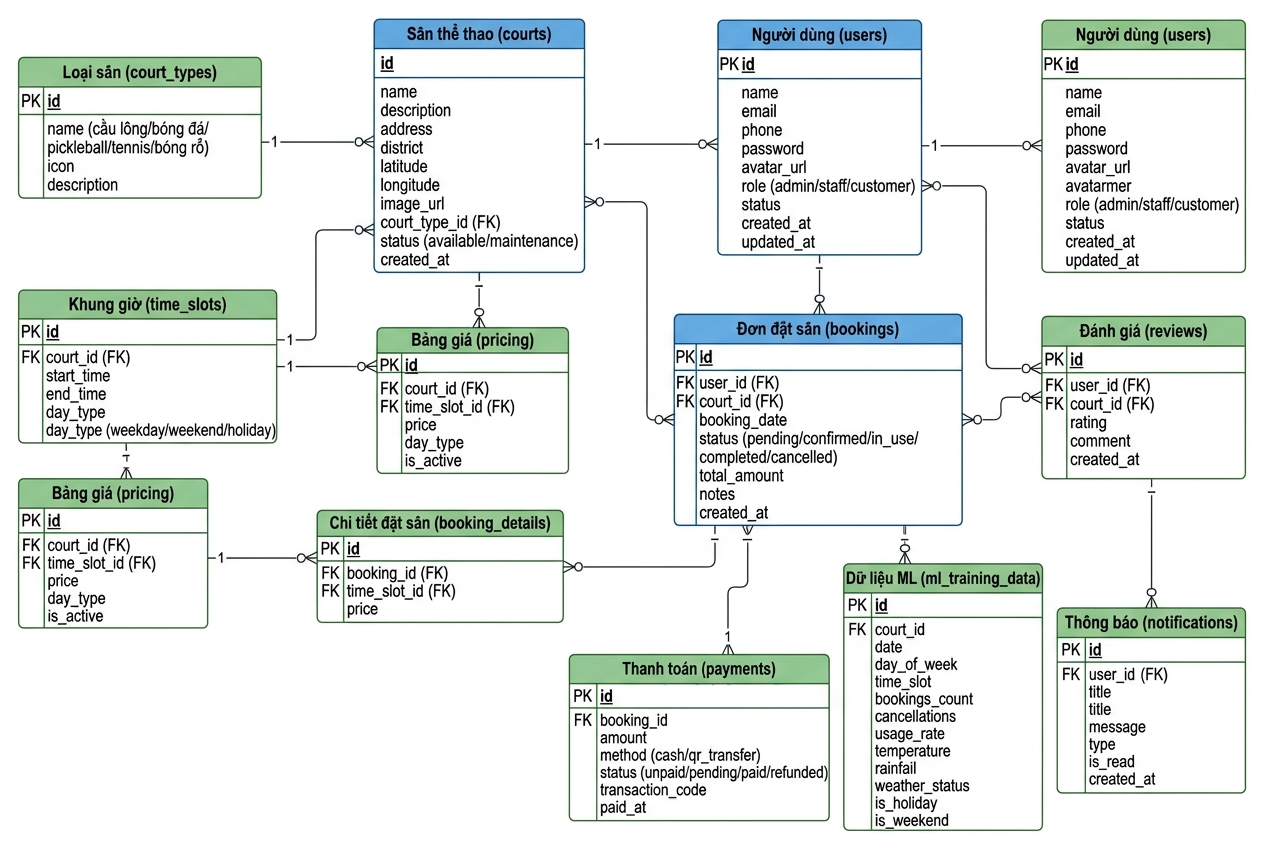 Loại sản (court_types)
PK id
name (cầu lông/bóng đá/
pickleball/tennis/bóng rổ)
icon
description
Sân thể thao (courts)
id
name
description
address
district
latitude
longitude
image_url
court_type_id (FK)
status (available/maintenance)
created_at
Người dùng (users)
PK id
name
email
phone
password
avatar_url
role (admin/staff/customer)
status
created_at
updated_at
Người dùng (users)
PK id
name
email
phone
password
avatar_url
avatarmer
role (admin/staff/customer)
status
created_at
updated_at
1
1
1
Khung giờ (time_slots)
PK id
FK court_id (FK)
start_time
end_time
day_type
day_type (weekday/weekend/holiday)
1
1
Bảng giá (pricing)
PK id
FK court_id (FK)
FK time_slot_id (FK)
price
day_type
is_active
Đơn đặt sân (bookings)
PK id
FK user_id (FK)
FK court_id (FK)
booking_date
status (pending/confirmed/in_use/
completed/cancelled)
total_amount
notes
created_at
Đánh giá (reviews)
PK id
FK user_id (FK)
FK court_id (FK)
rating
comment
created_at
Bảng giá (pricing)
PK id
FK court_id (FK)
FK time_slot_id (FK)
price
day_type
is_active
1
Chi tiết đặt sân (booking_details)
PK id
FK booking_id (FK)
FK time_slot_id (FK)
price
1
Thanh toán (payments)
PK id
FK booking_id
amount
method (cash/qr_transfer)
status (unpaid/pending/paid/refunded)
transaction_code
paid_at
Dữ liệu ML (ml_training_data)
PK id
FK court_id
date
day_of_week
time_slot
bookings_count
cancellations
usage_rate
temperature
rainfail
weather_status
is_holiday
is_weekend
Thông báo (notifications)
PK id
FK user_id (FK)
title
title
message
type
is_read
created_at